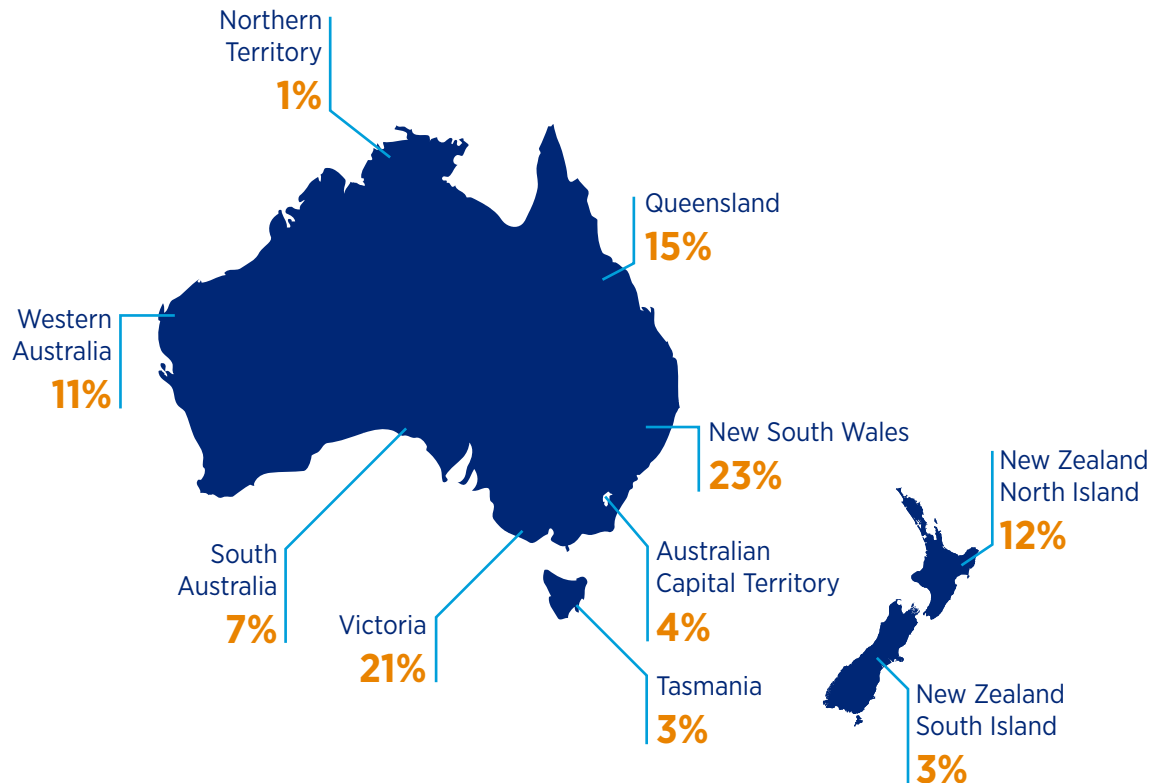 Northern
Territory
1%
Queensland
15%
Western
Australia
11%
New South Wales
23%
New Zealand
North Island
12%
South
Australia
7%
Australian
Capital Territory
4%
Victoria
21%
Tasmania
3%
New Zealand
South Island
3%